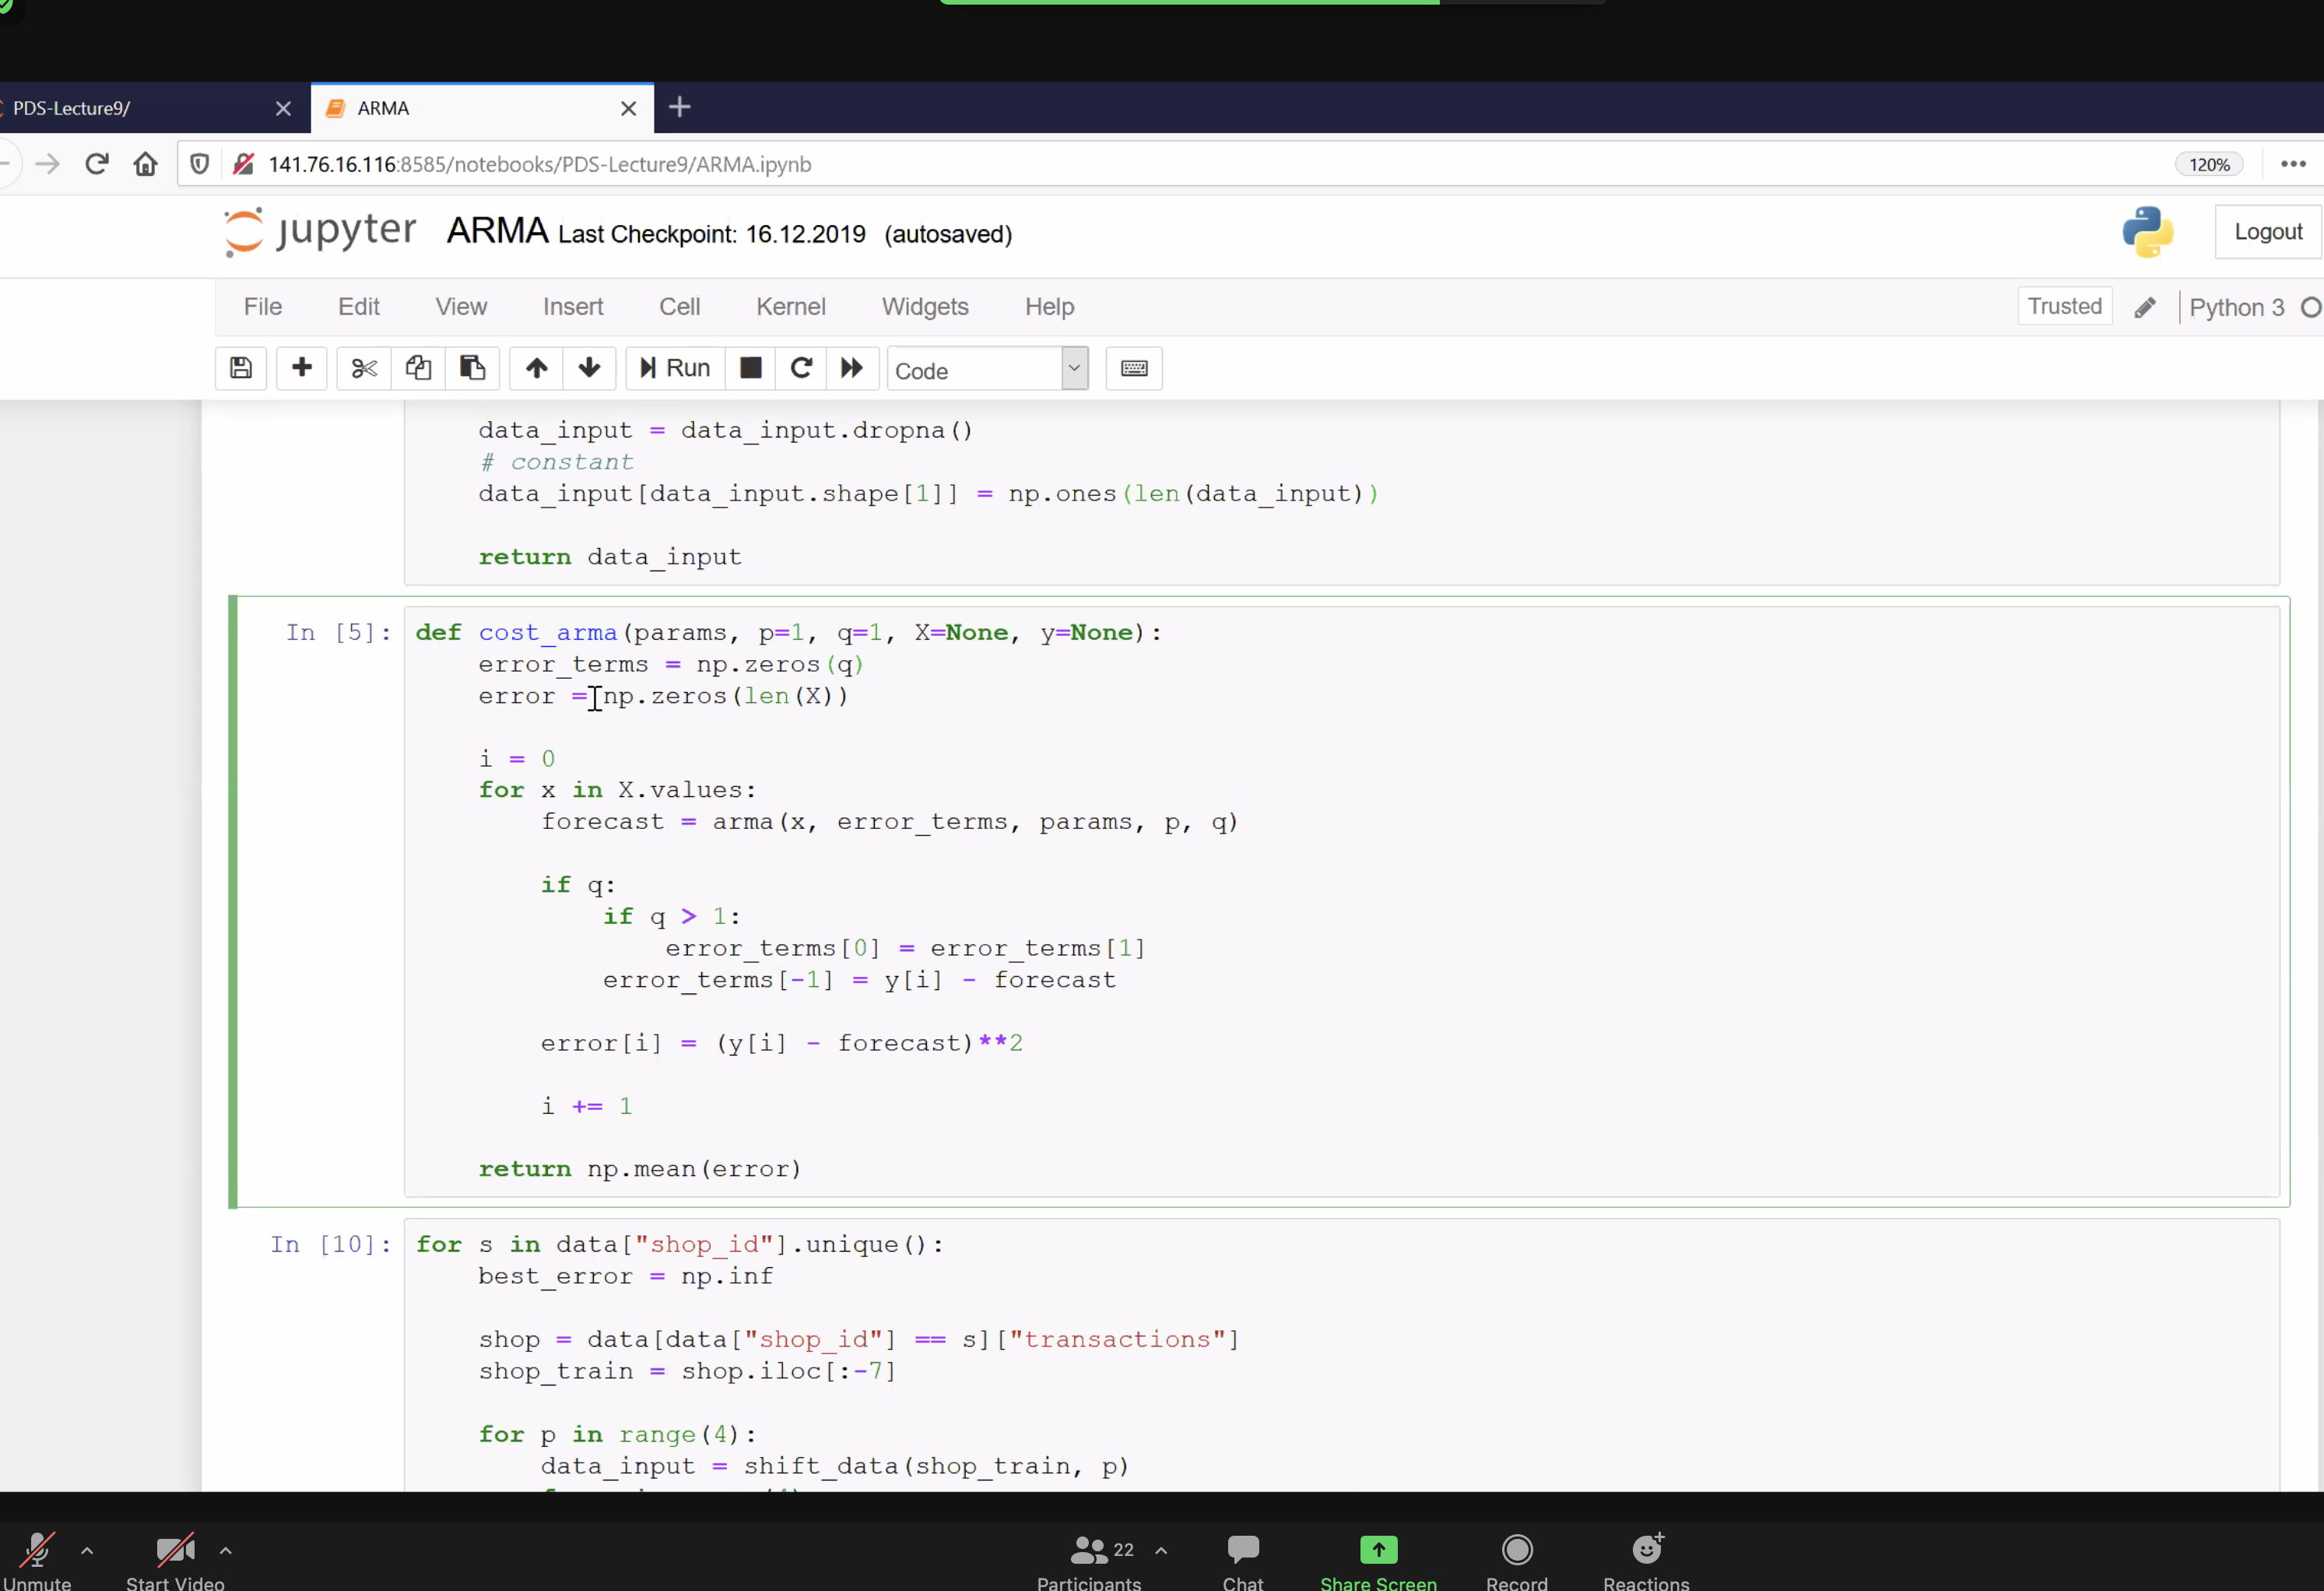 PDS-Lecture9/
ARMA
141.76.16.116:8585/notebooks/PDS-Lecture9/ARMA.ipynb
120%
jupyter ARMA Last Checkpoint: 16.12.2019 (autosaved)
Logout
File Edit View Insert Cell Kernel Widgets Help
Trusted
Python 3
Run
Code
data_input = data_input.dropna()
# constant
data_input[data_input.shape[1]] = np.ones(len(data_input))
return data_input
In [5]:
def cost_arma(params, p=1, q=1, X=None, y=None):
error_terms = np.zeros(q)
error = np.zeros(len(X))
i = 0
for x in X.values:
forecast = arma(x, error_terms, params, p, q)
if q:
if q > 1:
error_terms[0] = error_terms[1]
error_terms[-1] = y[i] - forecast
error[i] = (y[i] - forecast)**2
i += 1
return np.mean(error)
In [10]:
for s in data["shop_id"].unique():
best_error = np.inf
shop = data[data["shop_id"] == s]["transactions"]
shop_train = shop.iloc[:-7]
for p in range(4):
data_input = shift_data(shop_train, p)
22
Unmute
Start Video
Participants
Chat
Share Screen
Record
Reactions